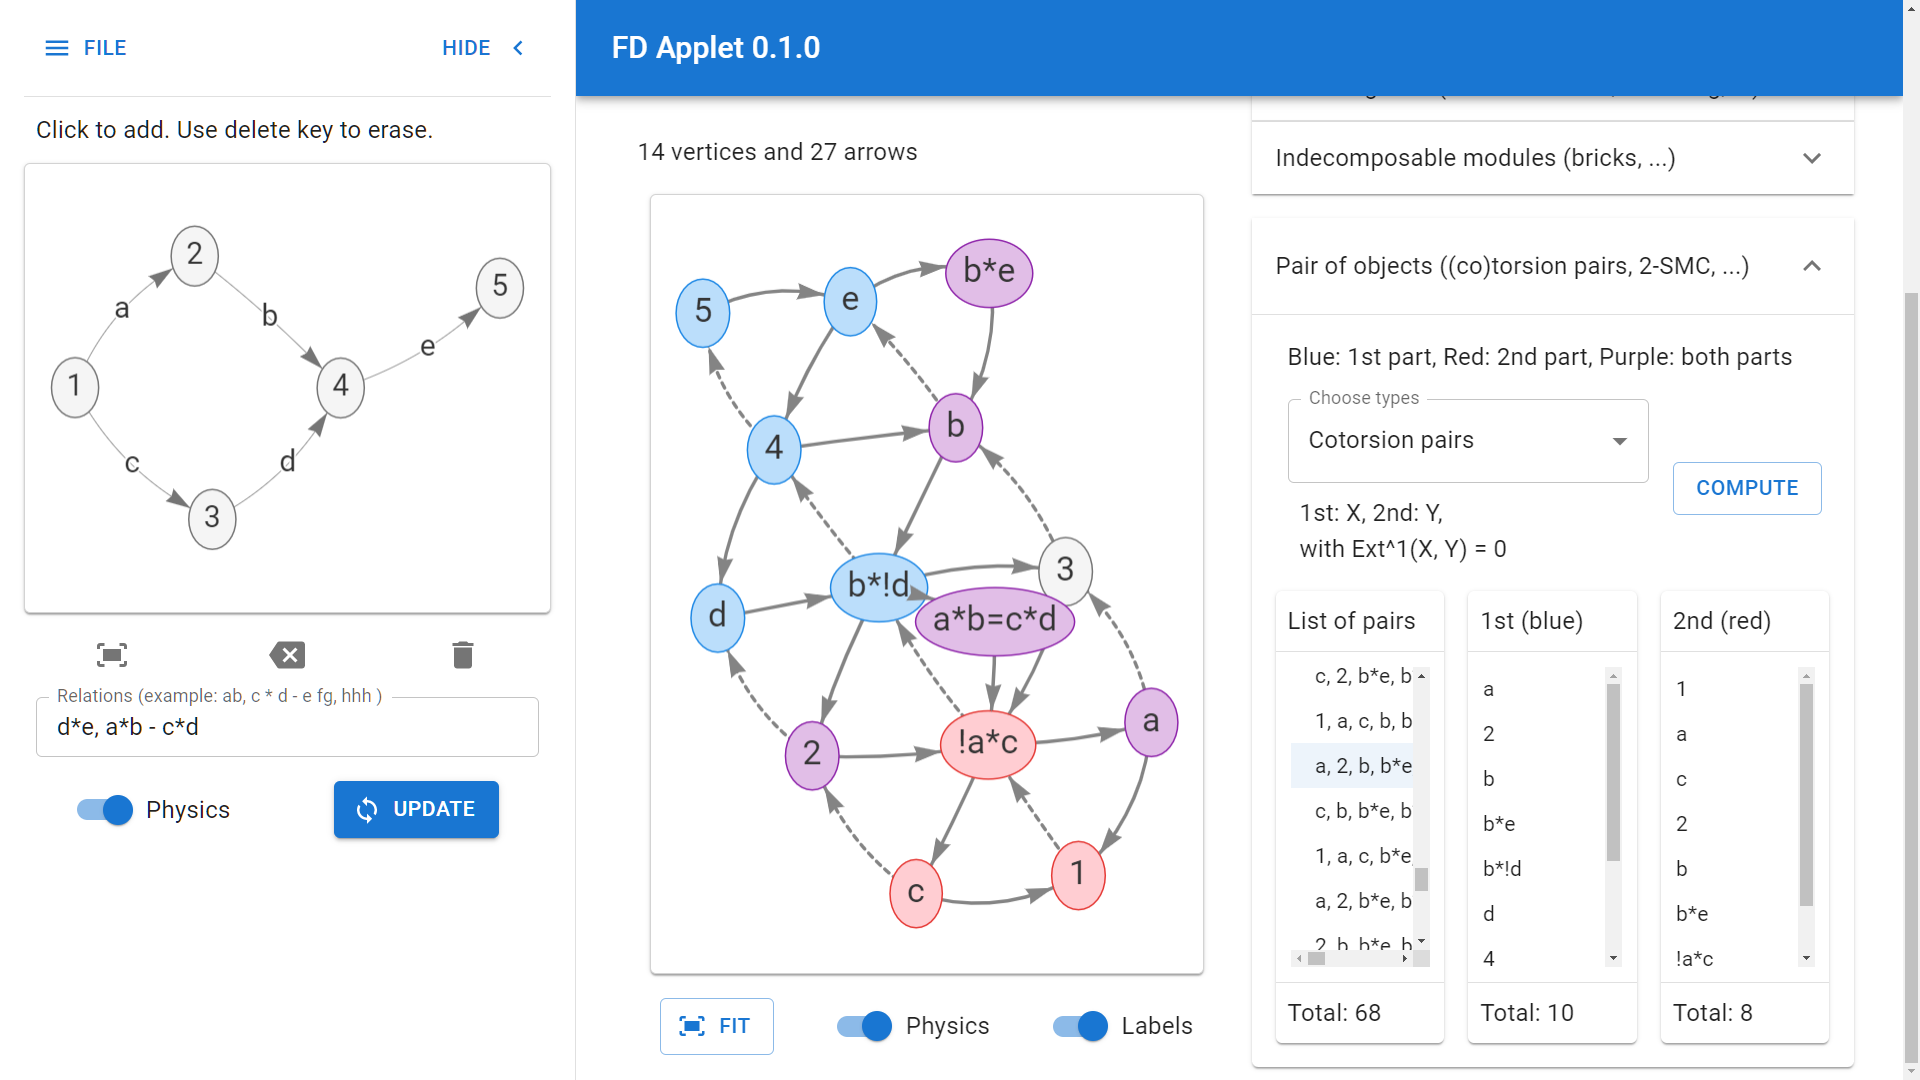 FILE
HIDE
Click to add. Use delete key to erase.
2
5
a
b
e
1
4
c
d
3
Relations (example: ab, c * d - e fg, hhh )
d*e, a*b - c*d
Physics
UPDATE
FD Applet 0.1.0
14 vertices and 27 arrows
b*e
5
e
b
4
3
b*!d
d
a*b=c*d
a
2
!a*c
1
c
FIT
Physics
Labels
Indecomposable modules (bricks, ...)
Pair of objects ((co)torsion pairs, 2-SMC, ...)
Blue: 1st part, Red: 2nd part, Purple: both parts
Choose types
Cotorsion pairs
COMPUTE
1st: X, 2nd: Y,
with Ext^1(X, Y) = 0
List of pairs
c, 2, b*e, b
1, a, c, b, b
a, 2, b, b*e
c, b, b*e, b
1, a, c, b*e,
a, 2, b*e, b
2, b, b*e, b
Total: 68
1st (blue)
a
2
b
b*e
b*!d
d
4
Total: 10
2nd (red)
1
a
c
2
b
b*e
!a*c
Total: 8